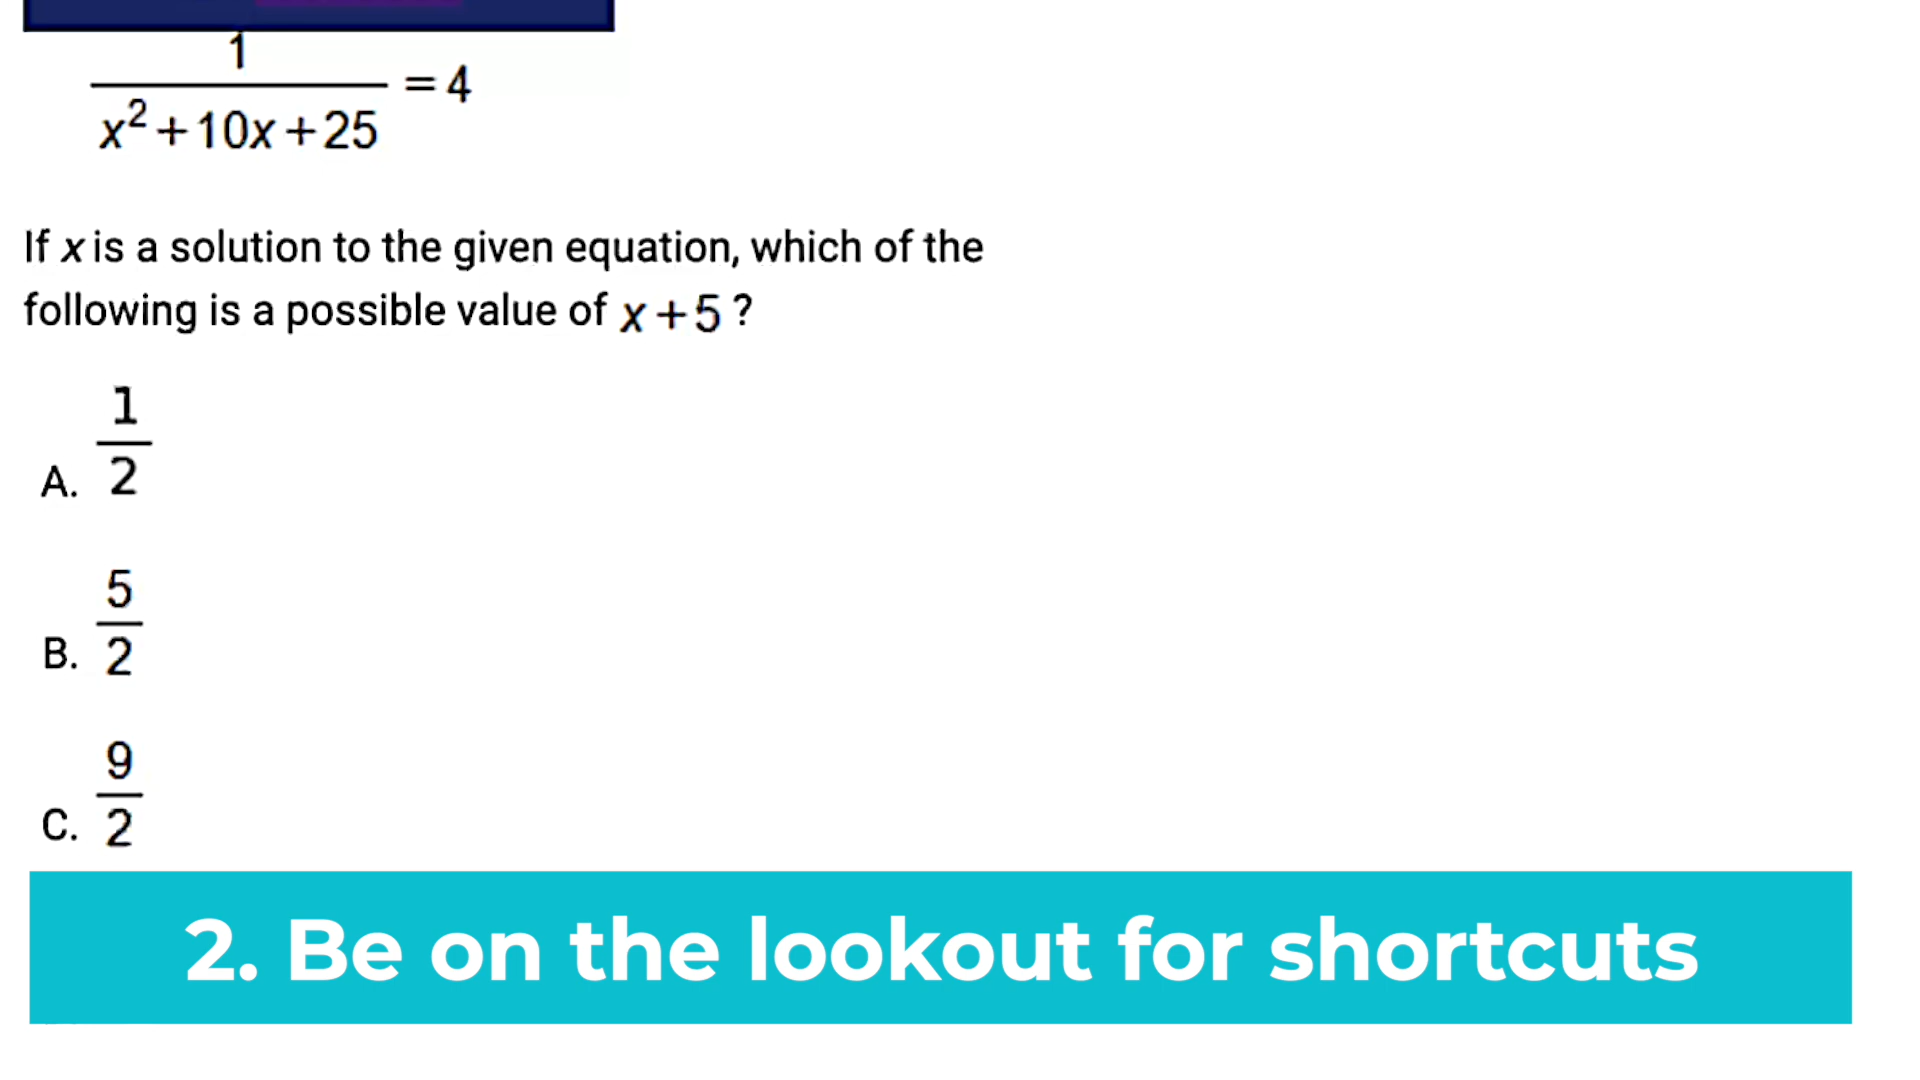 1
x²+10x+25
=4
If x is a solution to the given equation, which of the
following is a possible value of x+5?
A. 1/2
B. 5/2
C. 9/2
2. Be on the lookout for shortcuts